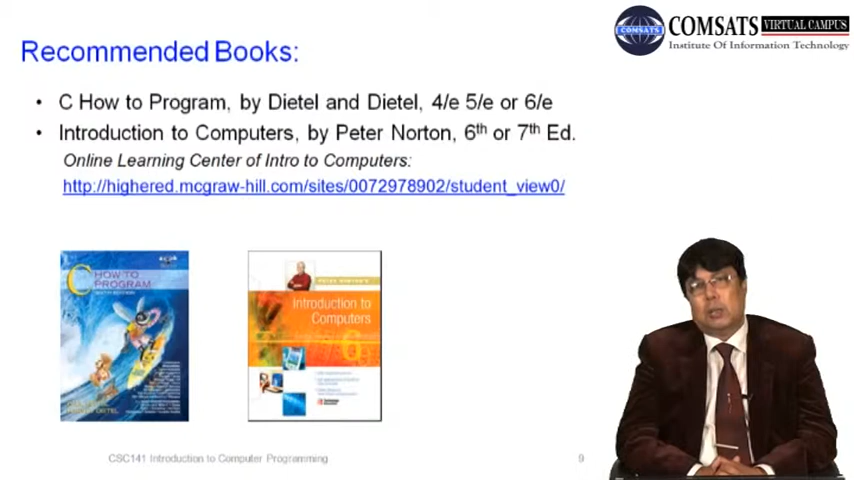 COMSATS VIRTUAL CAMPUS
Institute Of Information Technology
Recommended Books:
• C How to Program, by Dietel and Dietel, 4/e 5/e or 6/e
• Introduction to Computers, by Peter Norton, 6th or 7th Ed.
Online Learning Center of Intro to Computers:
http://highered.mcgraw-hill.com/sites/0072978902/student_view0/
C HOW TO
PROGRAM
Introduction to
Computers
6
CSC141 Introduction to Computer Programming
9